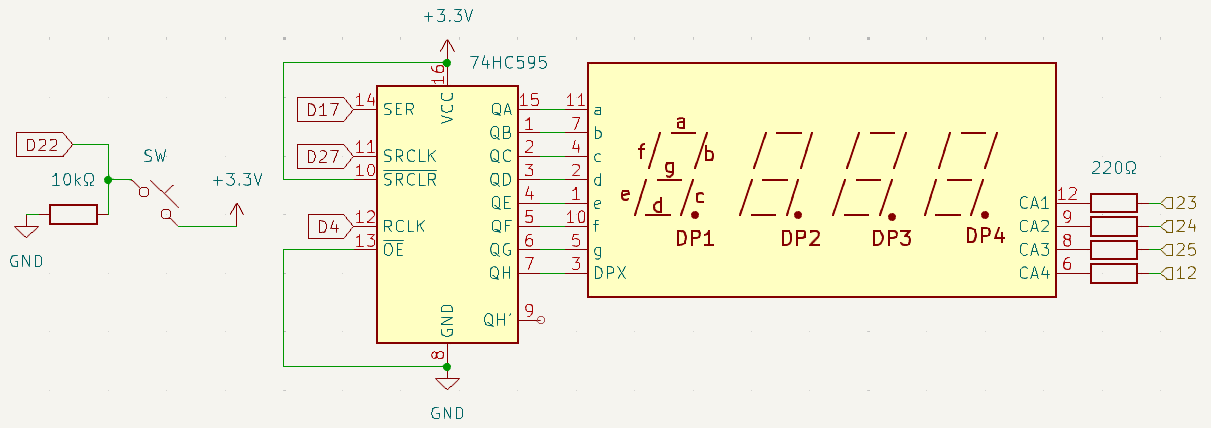 +3.3V
74HC595
16
VCC
D17
14
SER
QA
15
11
a
D22
QB
1
7
b
SW
D27
11
SRCLK
QC
2
4
c
10kΩ
+3.3V
10
SRCLR
QD
3
2
d
QE
4
1
e
D4
12
RCLK
QF
5
10
f
13
OE
QG
6
5
g
QH
7
3
DPX
GND
QH'
9
GND
8
GND
a
f
b
g
e
c
d
DP1
DP2
DP3
DP4
220Ω
CA1
12
23
CA2
9
24
CA3
8
25
CA4
6
12